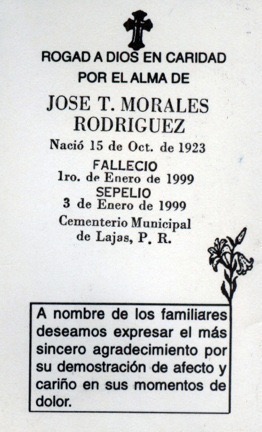 ROGAD A DIOS EN CARIDAD
POR EL ALMA DE
JOSE T. MORALES
RODRIGUEZ
Nació 15 de Oct. de 1923
FALLECIO
1ro. de Enero de 1999
SEPELIO
3 de Enero de 1999
Cementerio Municipal
de Lajas, P. R.
A nombre de los familiares
deseamos expresar el más
sincero agradecimiento por
su demostración de afecto y
cariño en sus momentos de
dolor.